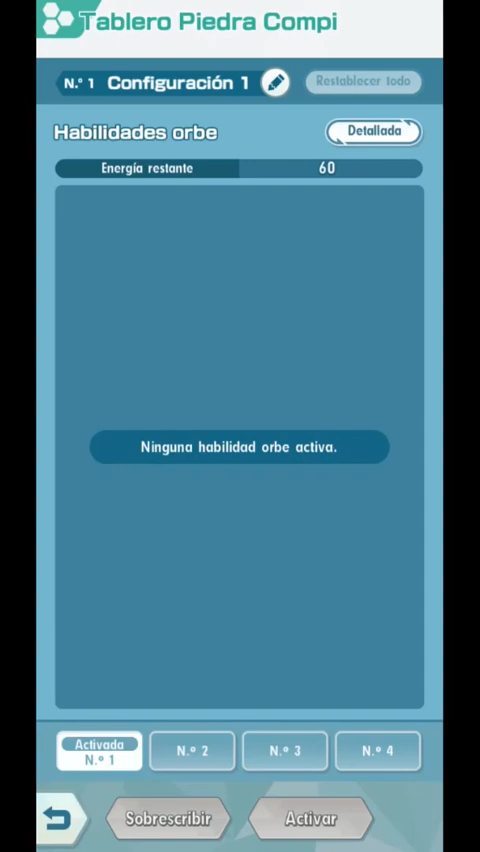 Tablero Piedra Compi
N.º 1 Configuración 1
Restablecer todo
Habilidades orbe
Detallada
Energía restante 60
Ninguna habilidad orbe activa.
Activada
N.º 1
N.º 2
N.º 3
N.º 4
Sobrescribir
Activar